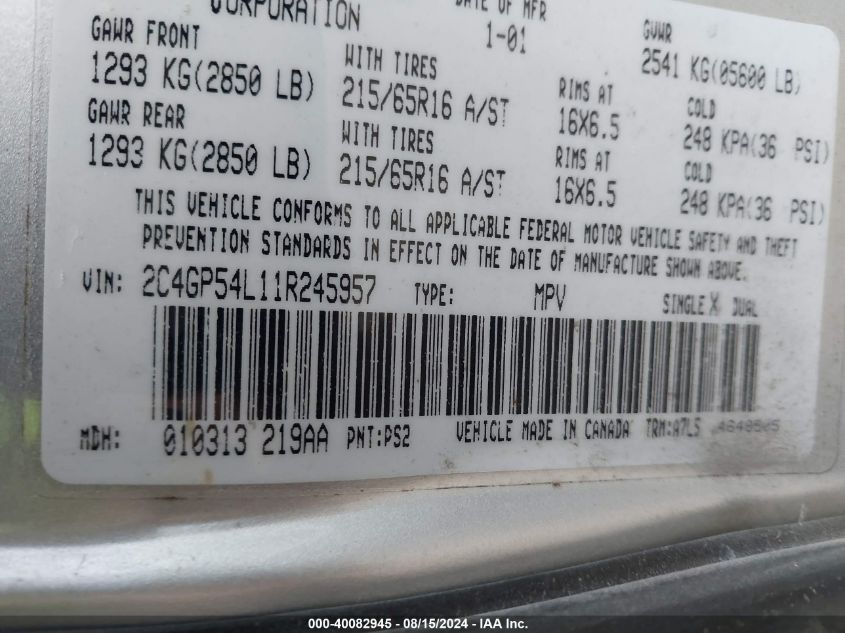 CORPORATION DATE OF MFR GVWR
GAWR FRONT 1-01 2541 KG(05600 LB)
1293 KG(2850 LB) WITH TIRES RIMS AT COLD
215/65R16 A/ST 16X6.5 248 KPA(36 PSI)
GAWR REAR WITH TIRES RIMS AT COLD
1293 KG(2850 LB) 215/65R16 A/ST 16X6.5 248 KPA(36 PSI)
THIS VEHICLE CONFORMS TO ALL APPLICABLE FEDERAL MOTOR VEHICLE SAFETY AND THEFT
PREVENTION STANDARDS IN EFFECT ON THE DATE OF MANUFACTURE SHOWN ABOVE.
VIN: 2C4GP54L11R245957 TYPE: MPV SINGLE X DUAL
MDH: 010313 219AA PNT:PS2 VEHICLE MADE IN CANADA TRM:A7L5
000-40082945 - 08/15/2024 - IAA Inc.